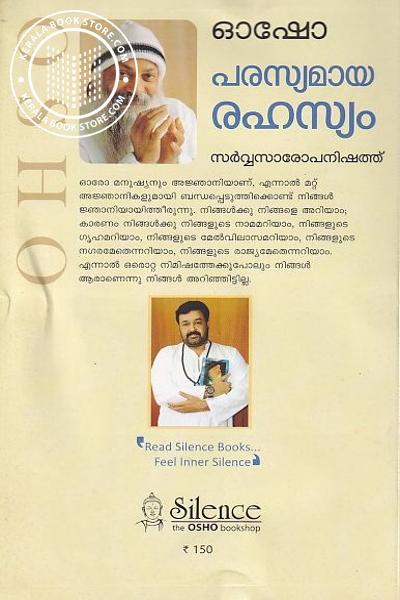 OSHO
KERALA BOOK STORE.COM
KERALA BOOK STORE.COM
ഓഷോ
പരസ്യമായ
രഹസ്യം
സർവ്വസാരോപനിഷത്ത്
ഓരോ മനുഷ്യനും അജ്ഞാനിയാണ്, എന്നാൽ മറ്റ്
അജ്ഞാനികളുമായി ബന്ധപ്പെടുത്തിക്കൊണ്ട് നിങ്ങൾ
ജ്ഞാനിയായിത്തീരുന്നു. നിങ്ങൾക്കു നിങ്ങളെ അറിയാം;
കാരണം നിങ്ങൾക്കു നിങ്ങളുടെ നാമമറിയാം, നിങ്ങളുടെ
ഗൃഹമറിയാം, നിങ്ങളുടെ മേൽവിലാസമറിയാം, നിങ്ങളുടെ
നഗരമേതെന്നറിയാം, നിങ്ങളുടെ രാജ്യമേതെന്നറിയാം.
എന്നാൽ ഒരൊറ്റ നിമിഷത്തേക്കുപോലും നിങ്ങൾ
ആരാണെന്നു നിങ്ങൾ അറിഞ്ഞിട്ടില്ല.
Read Silence Books...
Feel Inner Silence
Silence
the OSHO bookshop
₹ 150